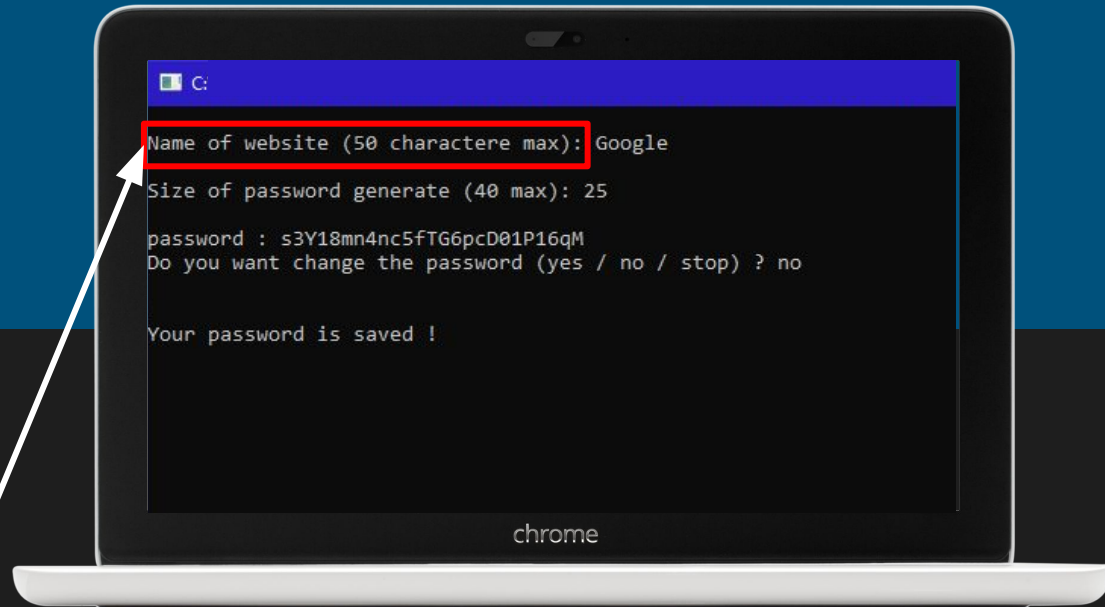 C:
Name of website (50 charactere max): Google
Size of password generate (40 max): 25
password : s3Y18mn4nc5fTG6pcD01P16qM
Do you want change the password (yes / no / stop) ? no
Your password is saved !
chrome